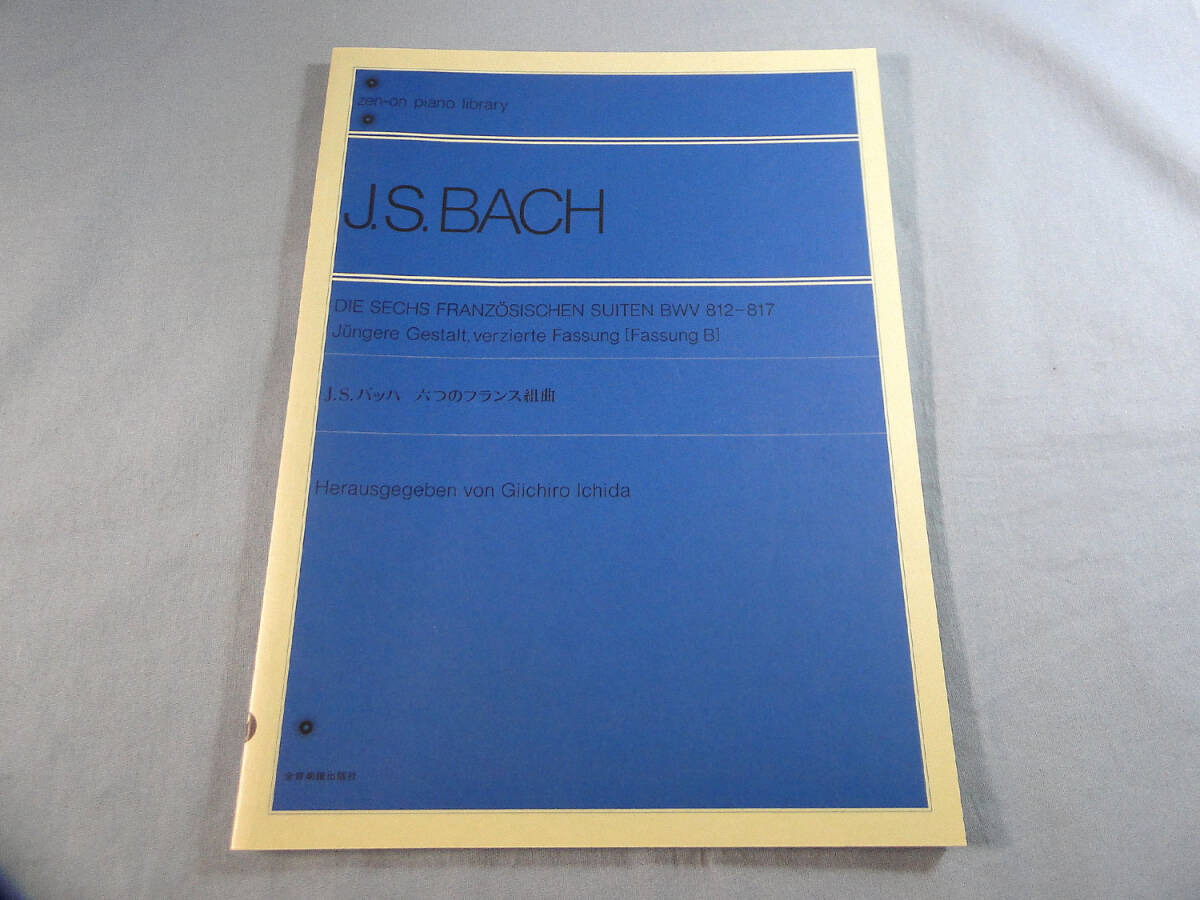 zen-on piano library
J.S. BACH
DIE SECHS FRANZÖSISCHEN SUITEN BWV 812–817
Jüngere Gestalt, verzierte Fassung [Fassung B]
J.S.バッハ 六つのフランス組曲
Herausgegeben von Giichiro Ichida
全音楽譜出版社